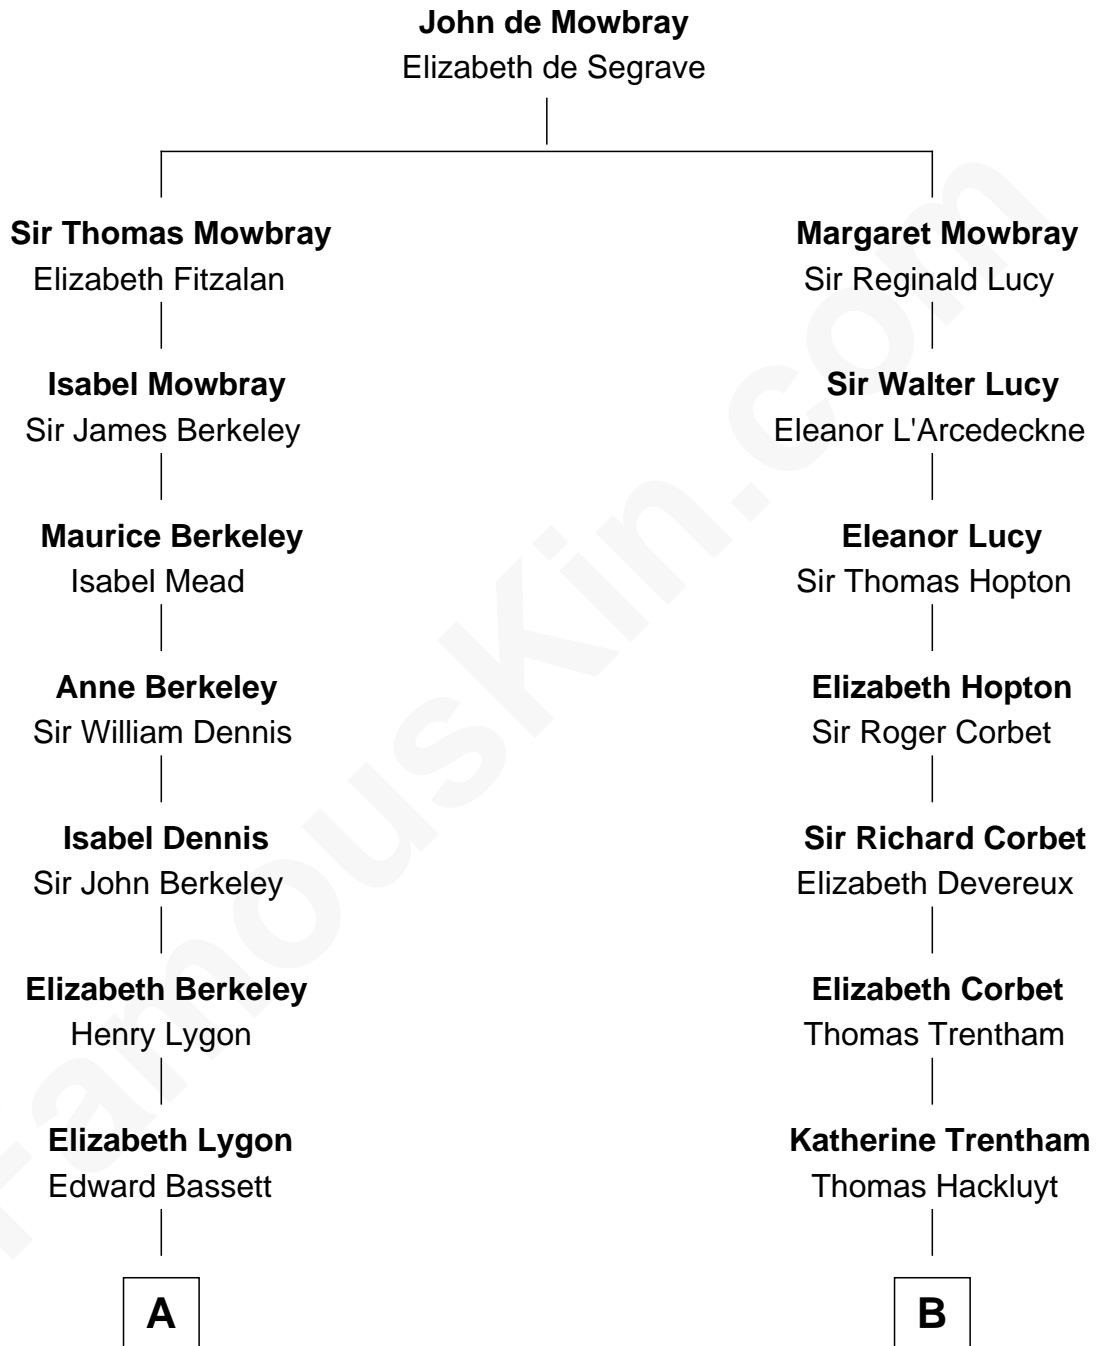 John de Mowbray
Elizabeth de Segrave
Sir Thomas Mowbray
Elizabeth Fitzalan
Margaret Mowbray
Sir Reginald Lucy
Isabel Mowbray
Sir James Berkeley
Sir Walter Lucy
Eleanor L'Arcedeckne
Maurice Berkeley
Isabel Mead
Eleanor Lucy
Sir Thomas Hopton
Anne Berkeley
Sir William Dennis
Elizabeth Hopton
Sir Roger Corbet
Isabel Dennis
Sir John Berkeley
Sir Richard Corbet
Elizabeth Devereux
Elizabeth Berkeley
Henry Lygon
Elizabeth Corbet
Thomas Trentham
Elizabeth Lygon
Edward Bassett
Katherine Trentham
Thomas Hackluyt
A
B
FamousKin.com